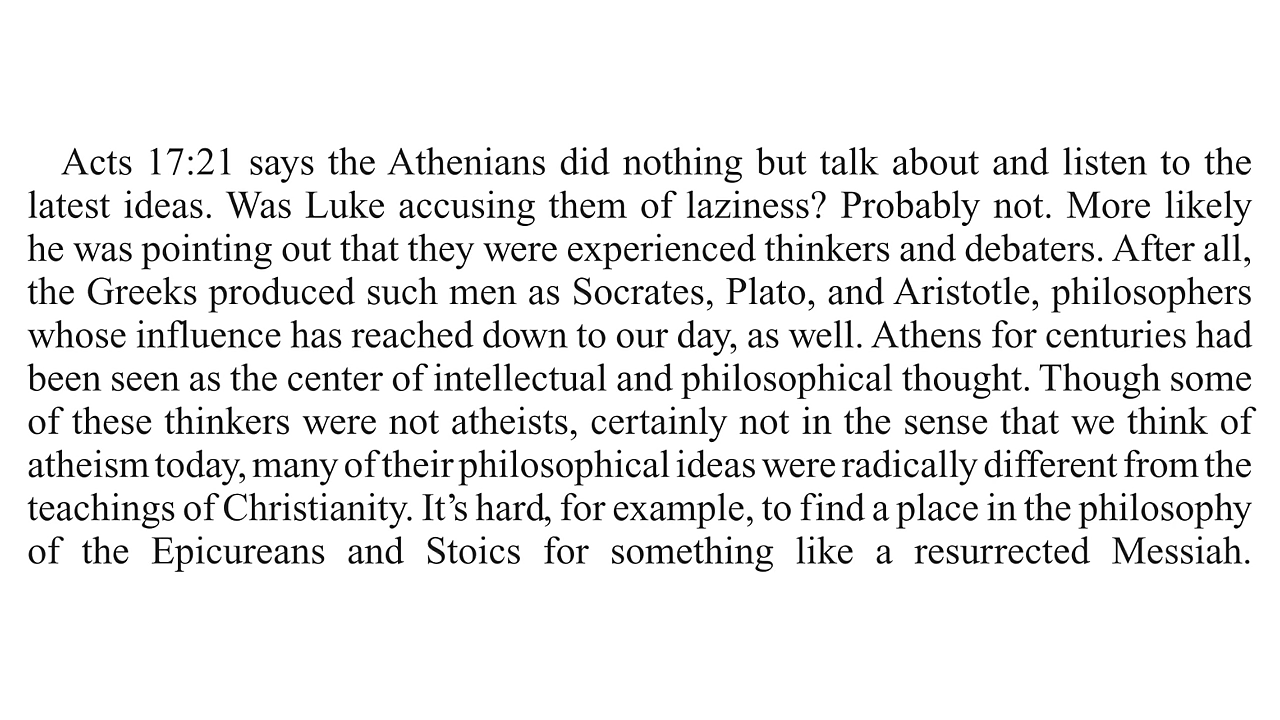 Acts 17:21 says the Athenians did nothing but talk about and listen to the
latest ideas. Was Luke accusing them of laziness? Probably not. More likely
he was pointing out that they were experienced thinkers and debaters. After all,
the Greeks produced such men as Socrates, Plato, and Aristotle, philosophers
whose influence has reached down to our day, as well. Athens for centuries had
been seen as the center of intellectual and philosophical thought. Though some
of these thinkers were not atheists, certainly not in the sense that we think of
atheism today, many of their philosophical ideas were radically different from the
teachings of Christianity. It’s hard, for example, to find a place in the philosophy
of the Epicureans and Stoics for something like a resurrected Messiah.